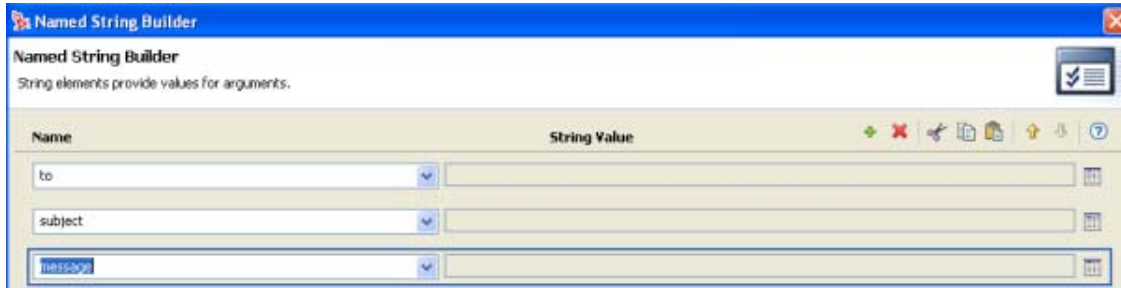 Named String Builder
Named String Builder
String elements provide values for arguments.
Name String Value
to
subject
message